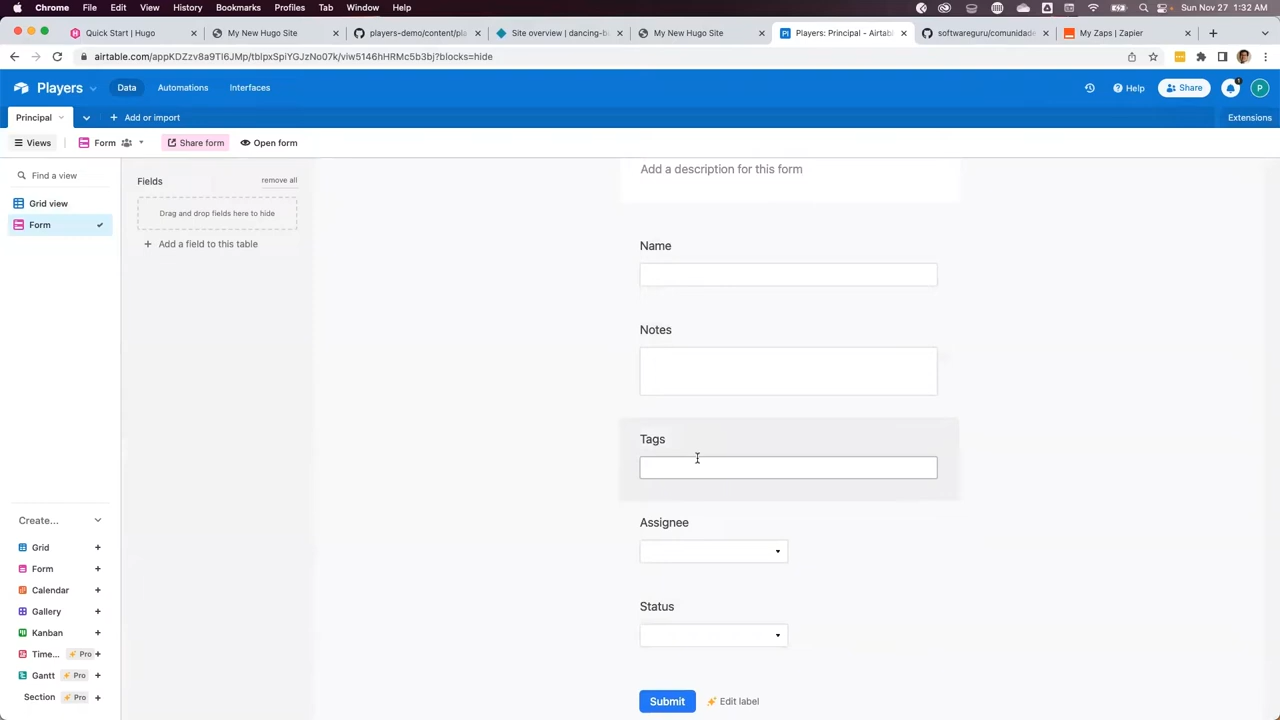 Chrome File Edit View History Bookmarks Profiles Tab Window Help Sun Nov 27 1:32 AM
Quick Start | Hugo My New Hugo Site players-demo/content/pla Site overview | dancing-b My New Hugo Site Players: Principal - Airtabl softwareguru/comunidade My Zaps | Zapier
airtable.com/appKDZzv8a9Tl6JMp/tblpxSpiYGJzNo07k/viw5146hHRMc5b3bj?blocks=hide
Players Data Automations Interfaces Help Share 1 P
Principal Add or import Extensions
Views Form Share form Open form
Find a view
Grid view
Form
Create...
Grid
Form
Calendar
Gallery
Kanban
Time... Pro
Gantt Pro
Section Pro
Fields remove all
Drag and drop fields here to hide
Add a field to this table
Add a description for this form
Name
Notes
Tags
Assignee
Status
Submit Edit label